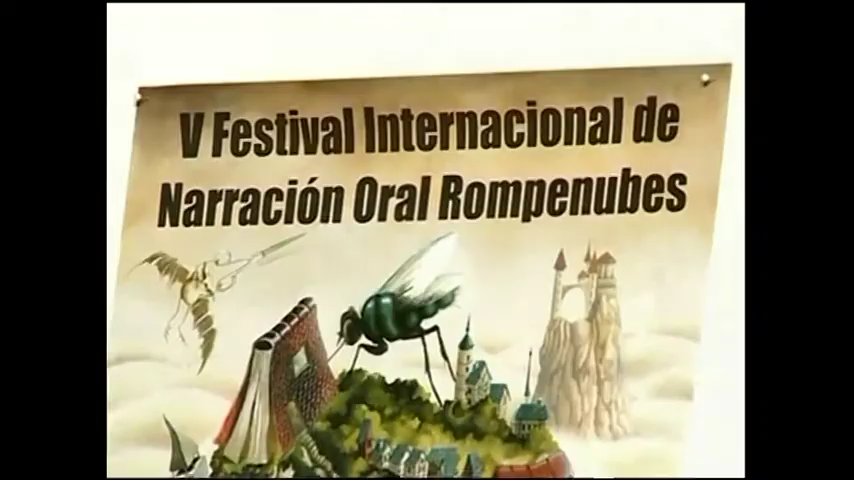 V Festival Internacional de
Narración Oral Rompenubes